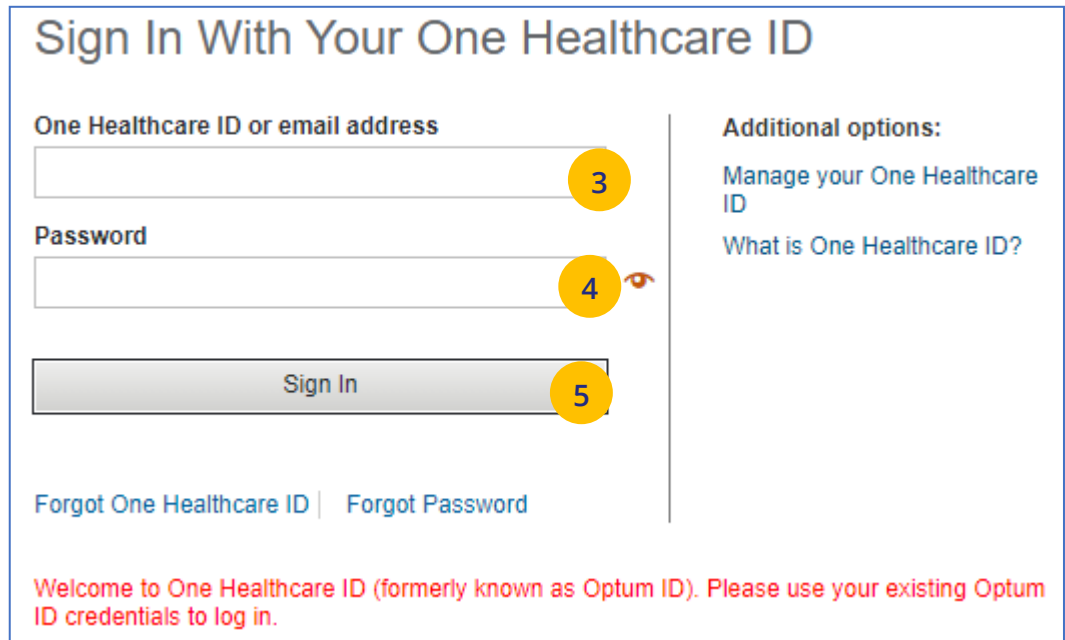 Sign In With Your One Healthcare ID
One Healthcare ID or email address
3
Password
4
Sign In
5
Forgot One Healthcare ID
Forgot Password
Additional options:
Manage your One Healthcare
ID
What is One Healthcare ID?
Welcome to One Healthcare ID (formerly known as Optum ID). Please use your existing Optum
ID credentials to log in.